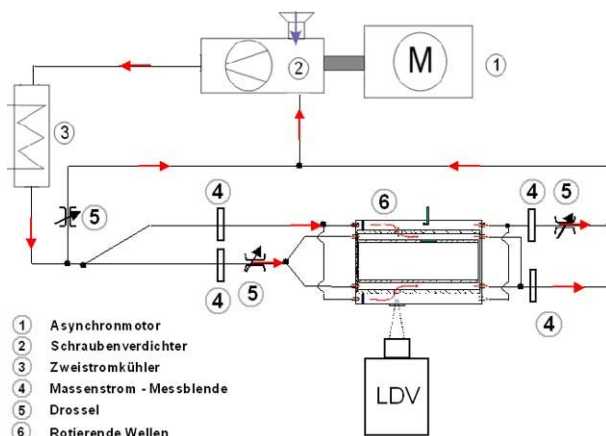 M
1
2
3
4
5
6
4
5
5
4
5
4
LDV
1 Asynchronmotor
2 Schraubenverdichter
3 Zweistromkühler
4 Massenstrom - Messblende
5 Drossel
6 Rotierende Wellen